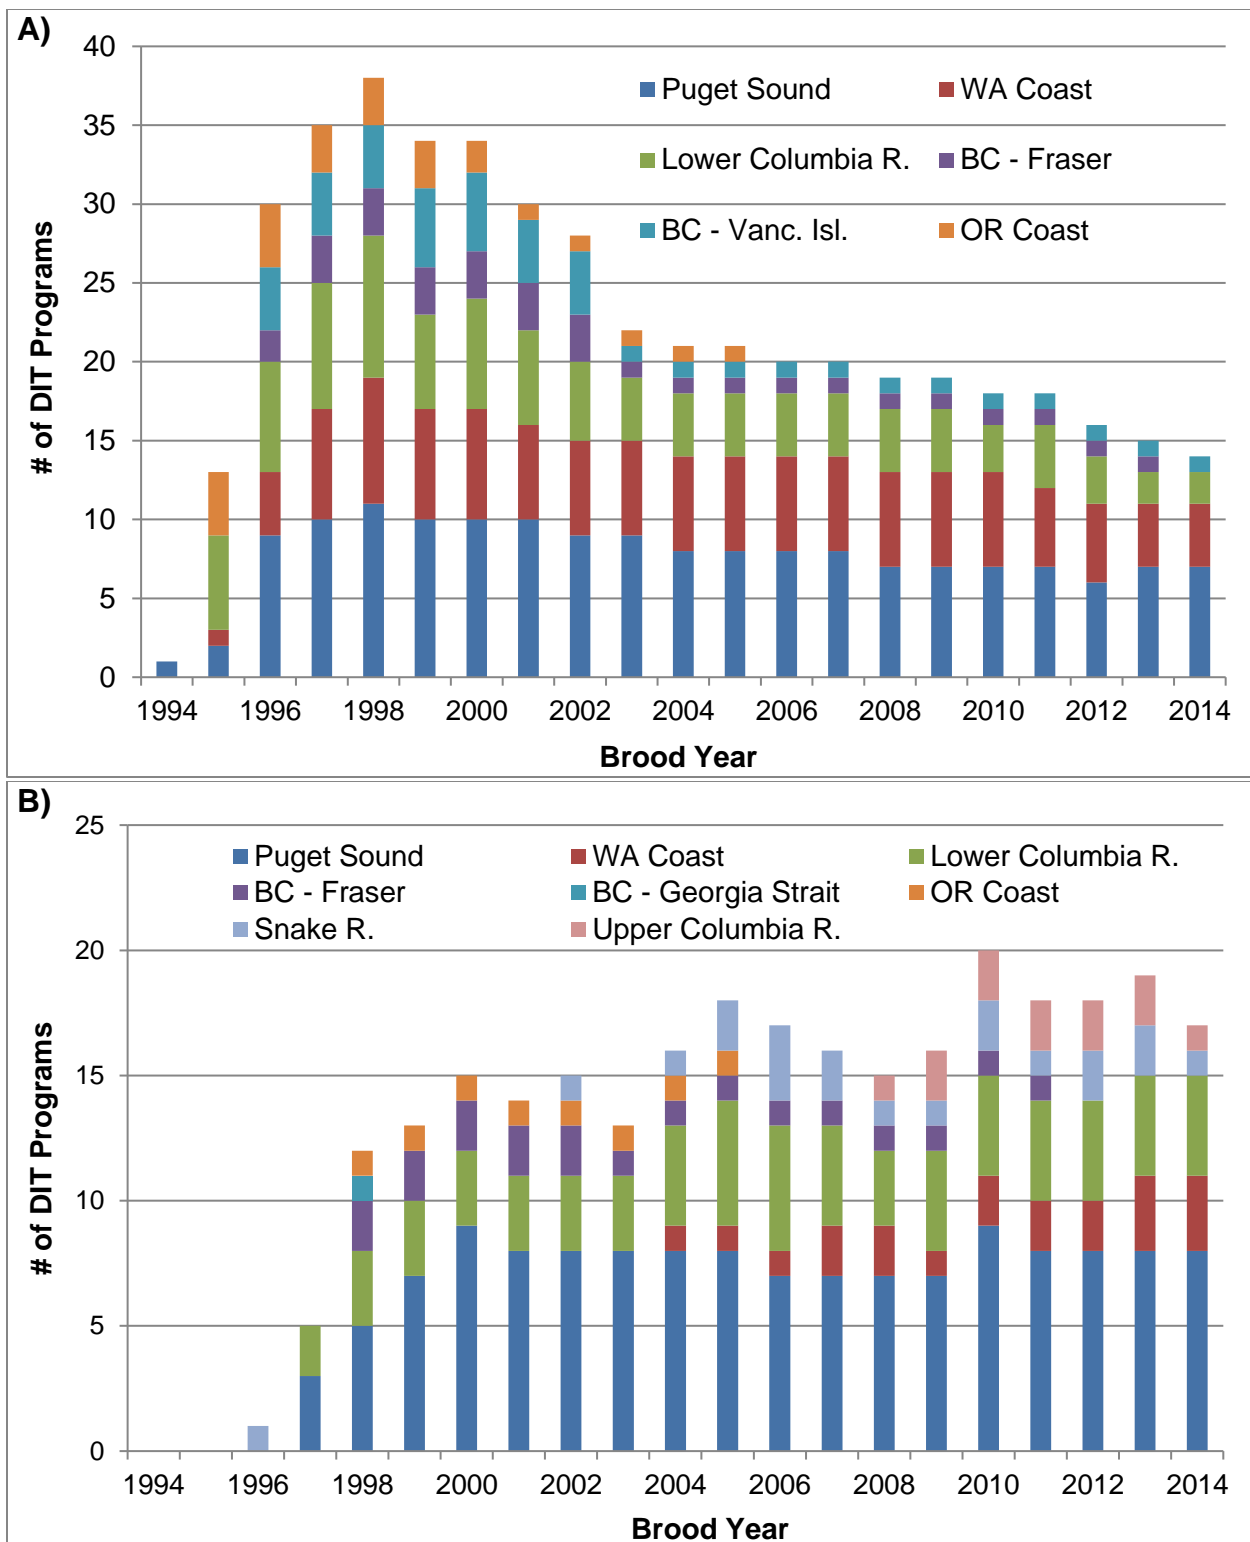 A)
# of DIT Programs
40
35
30
25
20
15
10
5
0
Puget Sound WA Coast
Lower Columbia R. BC - Fraser
BC - Vanc. Isl. OR Coast
1994 1996 1998 2000 2002 2004 2006 2008 2010 2012 2014
Brood Year
B)
# of DIT Programs
25
20
15
10
5
0
Puget Sound WA Coast Lower Columbia R.
BC - Fraser BC - Georgia Strait OR Coast
Snake R. Upper Columbia R.
1994 1996 1998 2000 2002 2004 2006 2008 2010 2012 2014
Brood Year